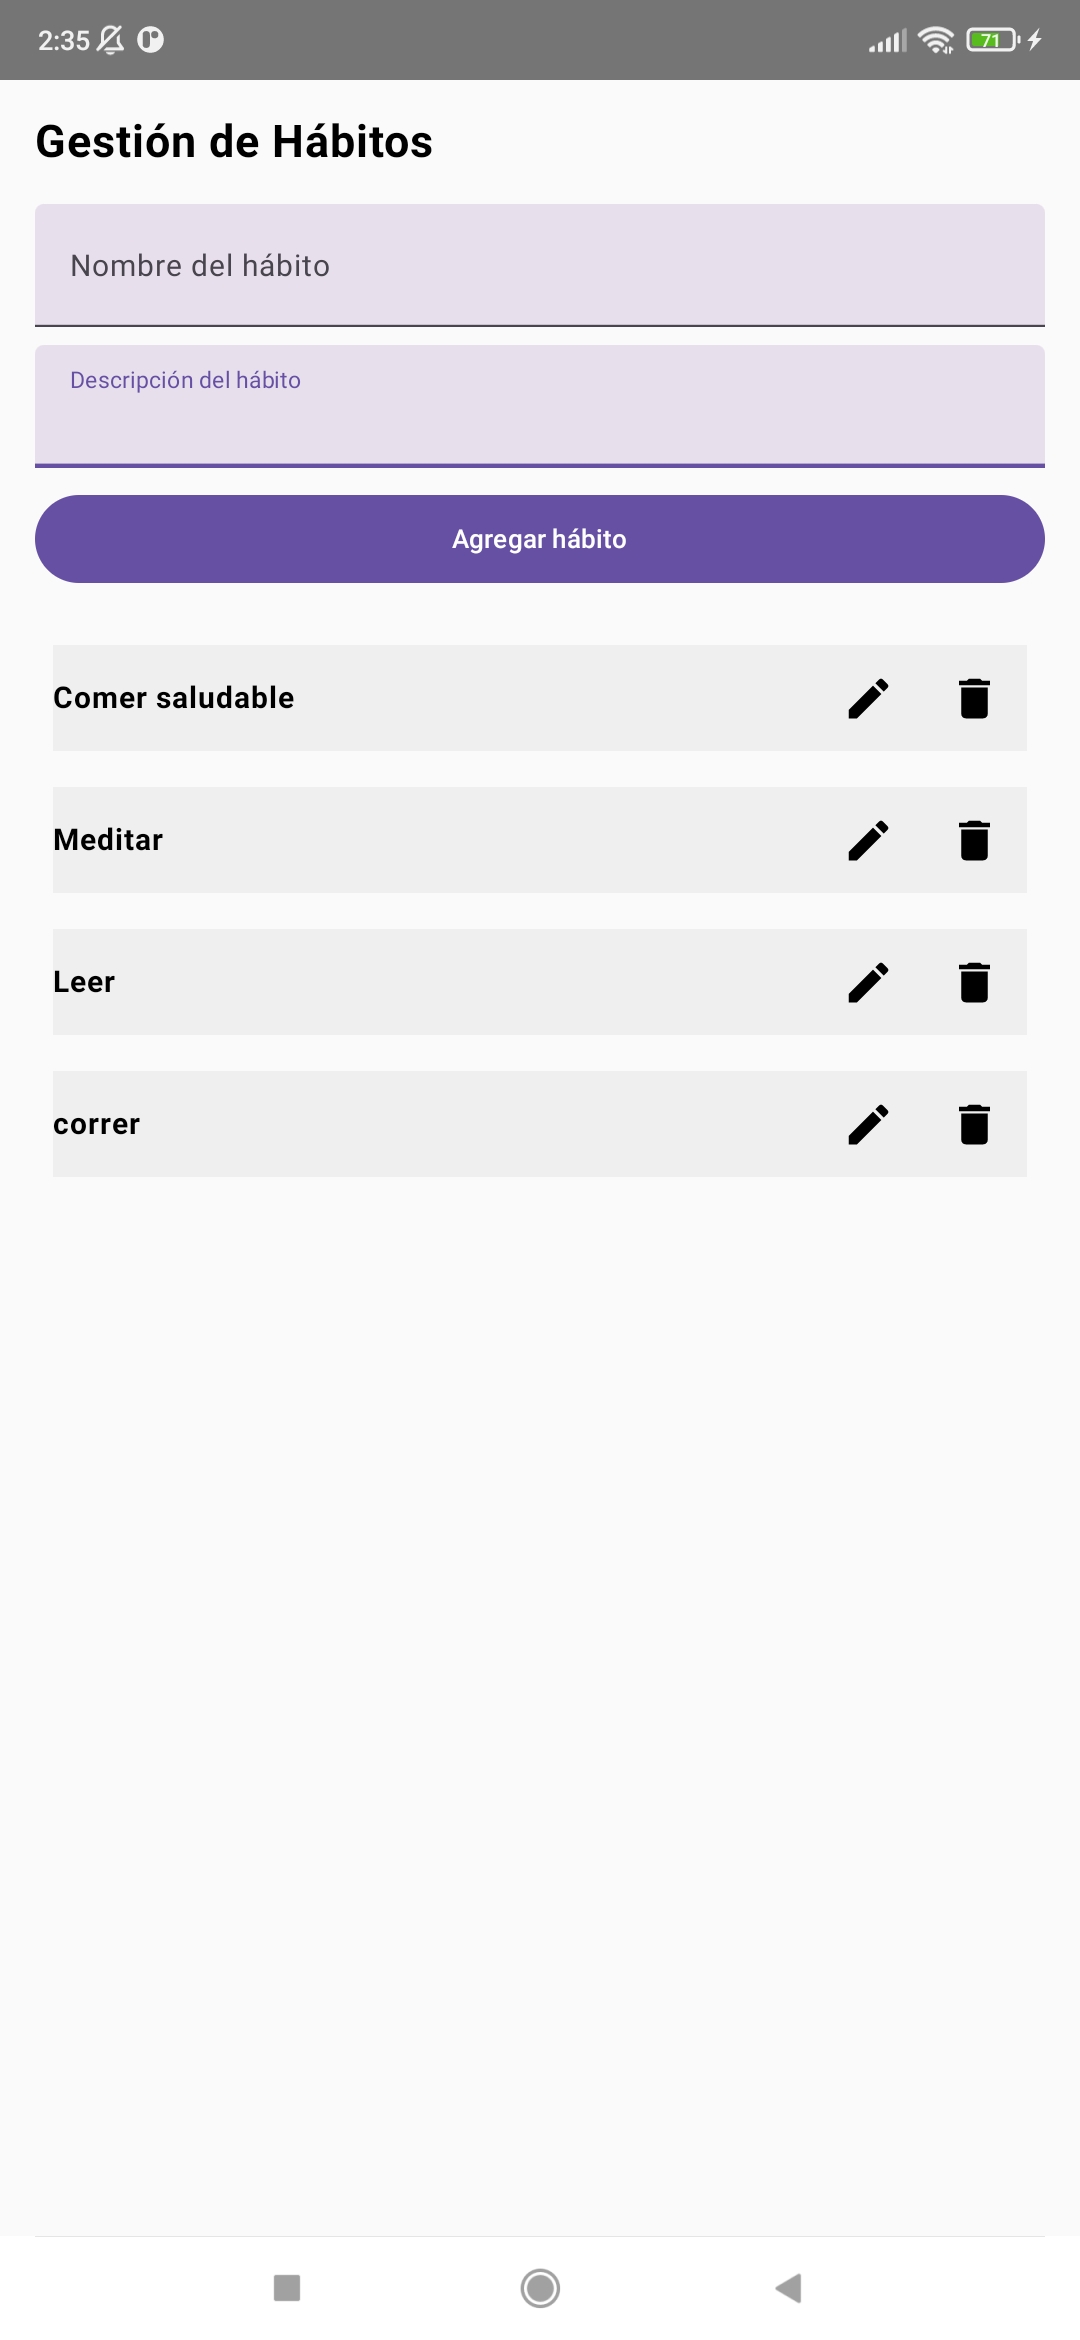 2:35
71
Gestión de Hábitos
Nombre del hábito
Descripción del hábito
Agregar hábito
Comer saludable
Meditar
Leer
correr